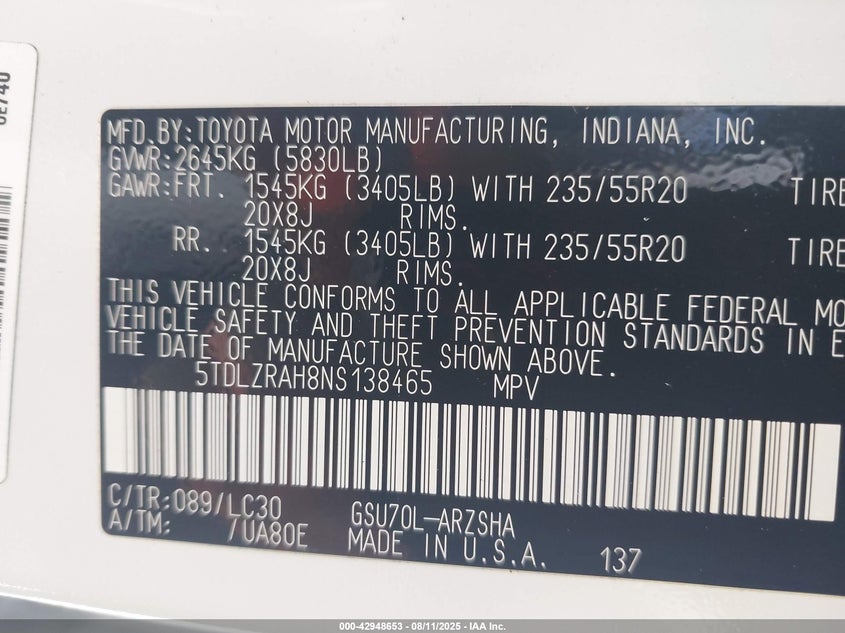 0E740
MFD.BY:TOYOTA MOTOR MANUFACTURING, INDIANA, INC.
GVWR:2645KG (5830LB)
GAWR:FRT. 1545KG (3405LB) WITH 235/55R20 TIRE
20X8J RIMS.
RR. 1545KG (3405LB) WITH 235/55R20 TIRE
20X8J RIMS.
THIS VEHICLE CONFORMS TO ALL APPLICABLE FEDERAL MO
VEHICLE SAFETY AND THEFT PREVENTION STANDARDS IN E
THE DATE OF MANUFACTURE SHOWN ABOVE.
5TDLZRAH8NS138465 MPV
C/TR:089/LC30 GSU70L-ARZSHA
A/TM: /UA80E MADE IN U.S.A. 137
000-42948653 - 08/11/2025 - IAA Inc.